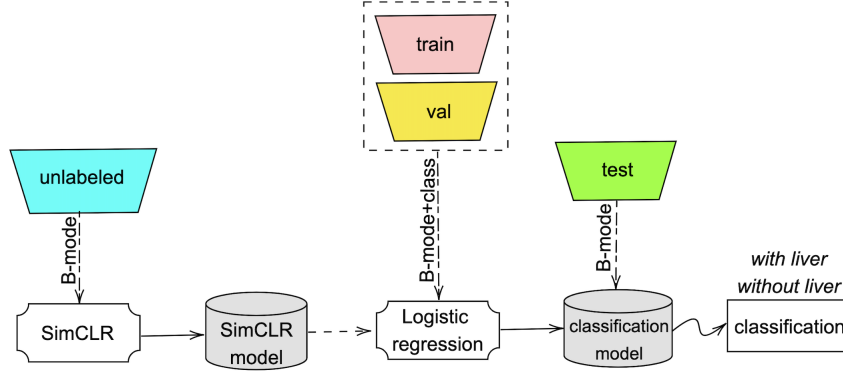 train
val
unlabeled
test
B-mode
B-mode+class
B-mode
with liver
without liver
SimCLR
SimCLR
model
Logistic
regression
classification
model
classification